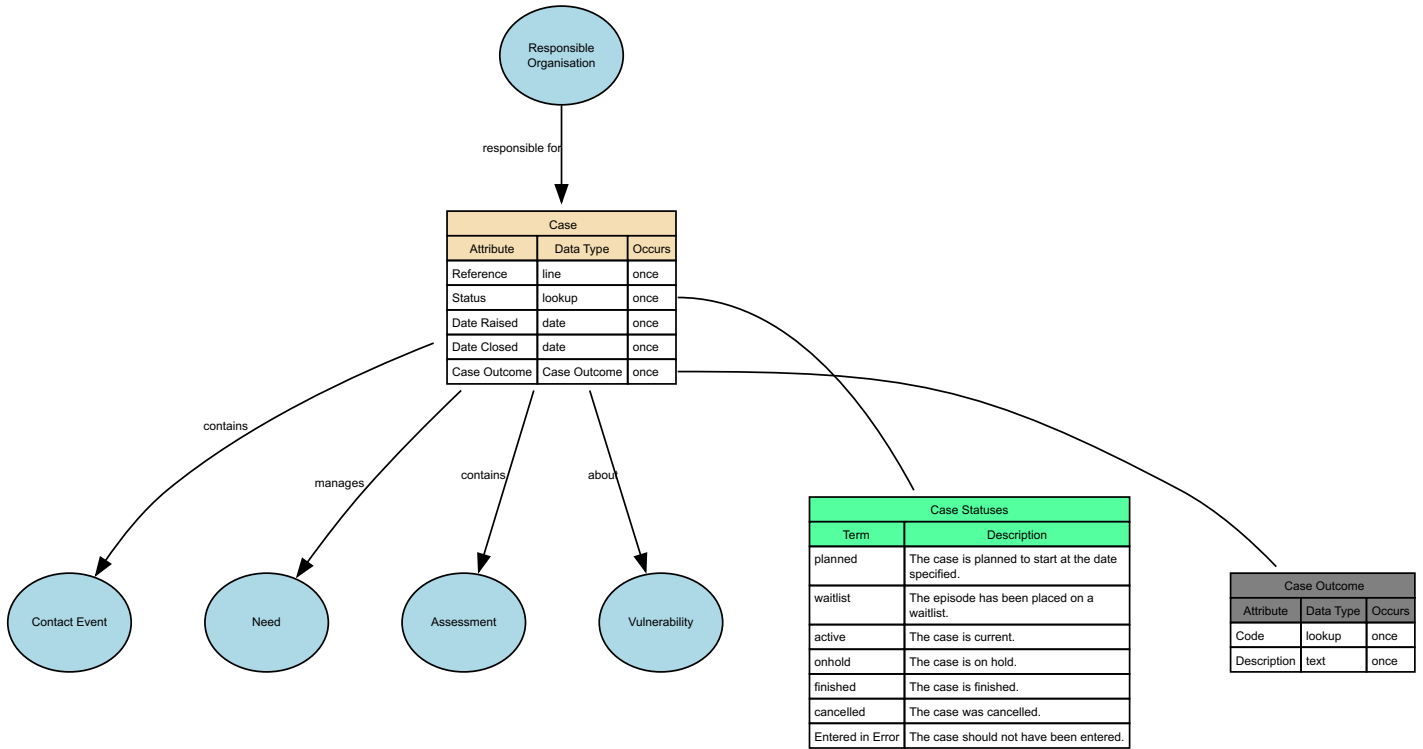 Responsible
Organisation
responsible for
Case
Attribute Data Type Occurs
Reference line once
Status lookup once
Date Raised date once
Date Closed date once
Case Outcome Case Outcome once
contains
manages
contains
about
Contact Event
Need
Assessment
Vulnerability
Case Statuses
Term Description
planned The case is planned to start at the date
specified.
waitlist The episode has been placed on a
waitlist.
active The case is current.
onhold The case is on hold.
finished The case is finished.
cancelled The case was cancelled.
Entered in Error The case should not have been entered.
Case Outcome
Attribute Data Type Occurs
Code lookup once
Description text once